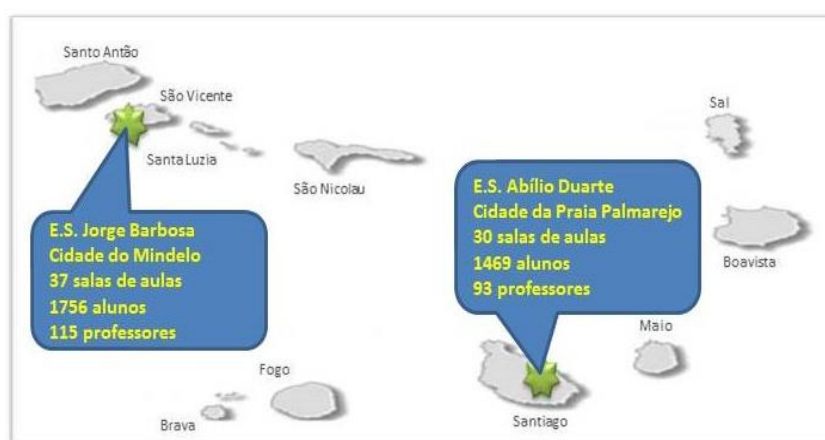 Santo Antão
São Vicente
Santa Luzia
São Nicolau
Sal
E.S. Jorge Barbosa
Cidade do Mindelo
37 salas de aulas
1756 alunos
115 professores
E.S. Abílio Duarte
Cidade da Praia Palmarejo
30 salas de aulas
1469 alunos
93 professores
Boavista
Maio
Fogo
Brava
Santiago